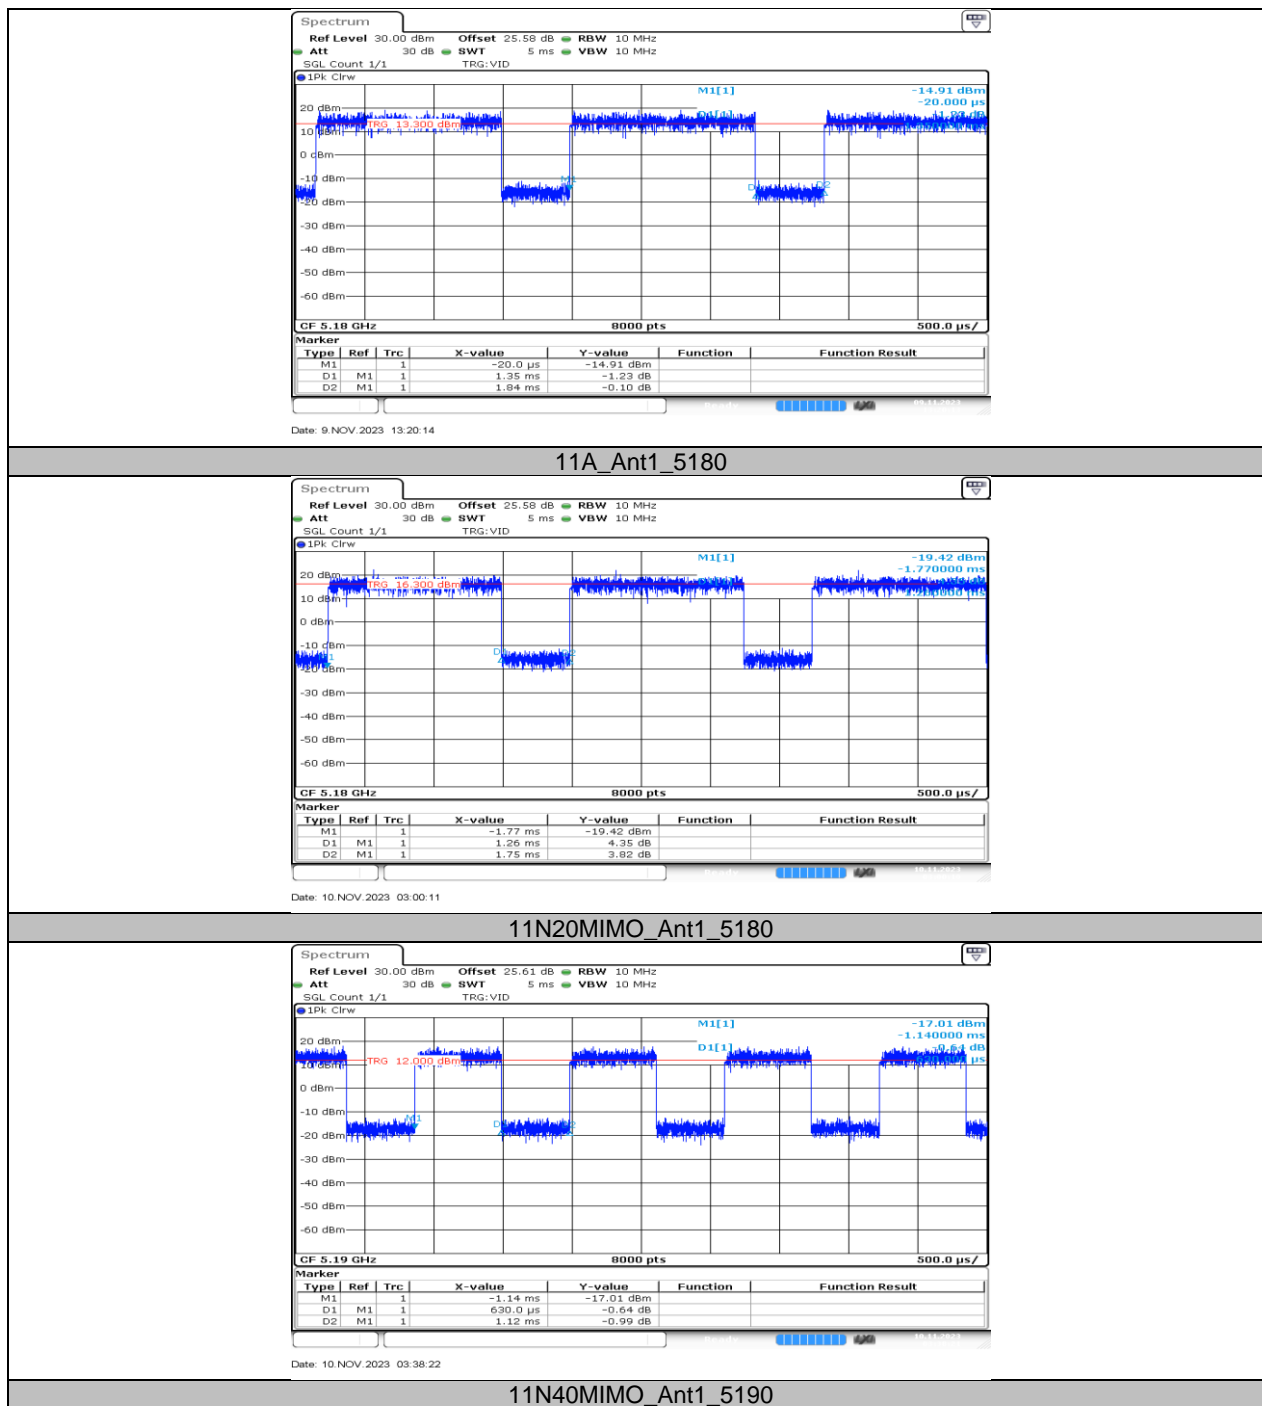 Spectrum
Ref Level 30.00 dBm Offset 25.58 dB RBW 10 MHz
Att 30 dB SWT 5 ms VBW 10 MHz
SGL Count 1/1 TRG:VID
1Pk Clrw
M1[1] -14.91 dBm
-20.000 µs
20 dBm
D1[1]
TRG 13.300 dBm
10 dBm
0 dBm
-10 dBm
M1
D2
-20 dBm
-30 dBm
-40 dBm
-50 dBm
-60 dBm
CF 5.18 GHz 8000 pts 500.0 µs/
Marker
Type Ref Trc X-value Y-value Function Function Result
M1 1 -20.0 µs -14.91 dBm
D1 M1 1 1.35 ms -1.23 dB
D2 M1 1 1.84 ms -0.10 dB
Date: 9.NOV.2023 13:20:14
11A_Ant1_5180
Spectrum
Ref Level 30.00 dBm Offset 25.58 dB RBW 10 MHz
Att 30 dB SWT 5 ms VBW 10 MHz
SGL Count 1/1 TRG:VID
1Pk Clrw
M1[1] -19.42 dBm
-1.770000 ms
20 dBm
TRG 16.300 dBm
10 dBm
0 dBm
-10 dBm
-20 dBm
-30 dBm
-40 dBm
-50 dBm
-60 dBm
CF 5.18 GHz 8000 pts 500.0 µs/
Marker
Type Ref Trc X-value Y-value Function Function Result
M1 1 -1.77 ms -19.42 dBm
D1 M1 1 1.26 ms 4.35 dB
D2 M1 1 1.75 ms 3.82 dB
Date: 10.NOV.2023 03:00:11
11N20MIMO_Ant1_5180
Spectrum
Ref Level 30.00 dBm Offset 25.61 dB RBW 10 MHz
Att 30 dB SWT 5 ms VBW 10 MHz
SGL Count 1/1 TRG:VID
1Pk Clrw
M1[1] -17.01 dBm
-1.140000 ms
20 dBm
D1[1] -0.64 dB
TRG 12.000 dBm
10 dBm
0 dBm
-10 dBm
M1
-20 dBm
-30 dBm
-40 dBm
-50 dBm
-60 dBm
CF 5.19 GHz 8000 pts 500.0 µs/
Marker
Type Ref Trc X-value Y-value Function Function Result
M1 1 -1.14 ms -17.01 dBm
D1 M1 1 630.0 µs -0.64 dB
D2 M1 1 1.12 ms -0.99 dB
Date: 10.NOV.2023 03:38:22
11N40MIMO_Ant1_5190